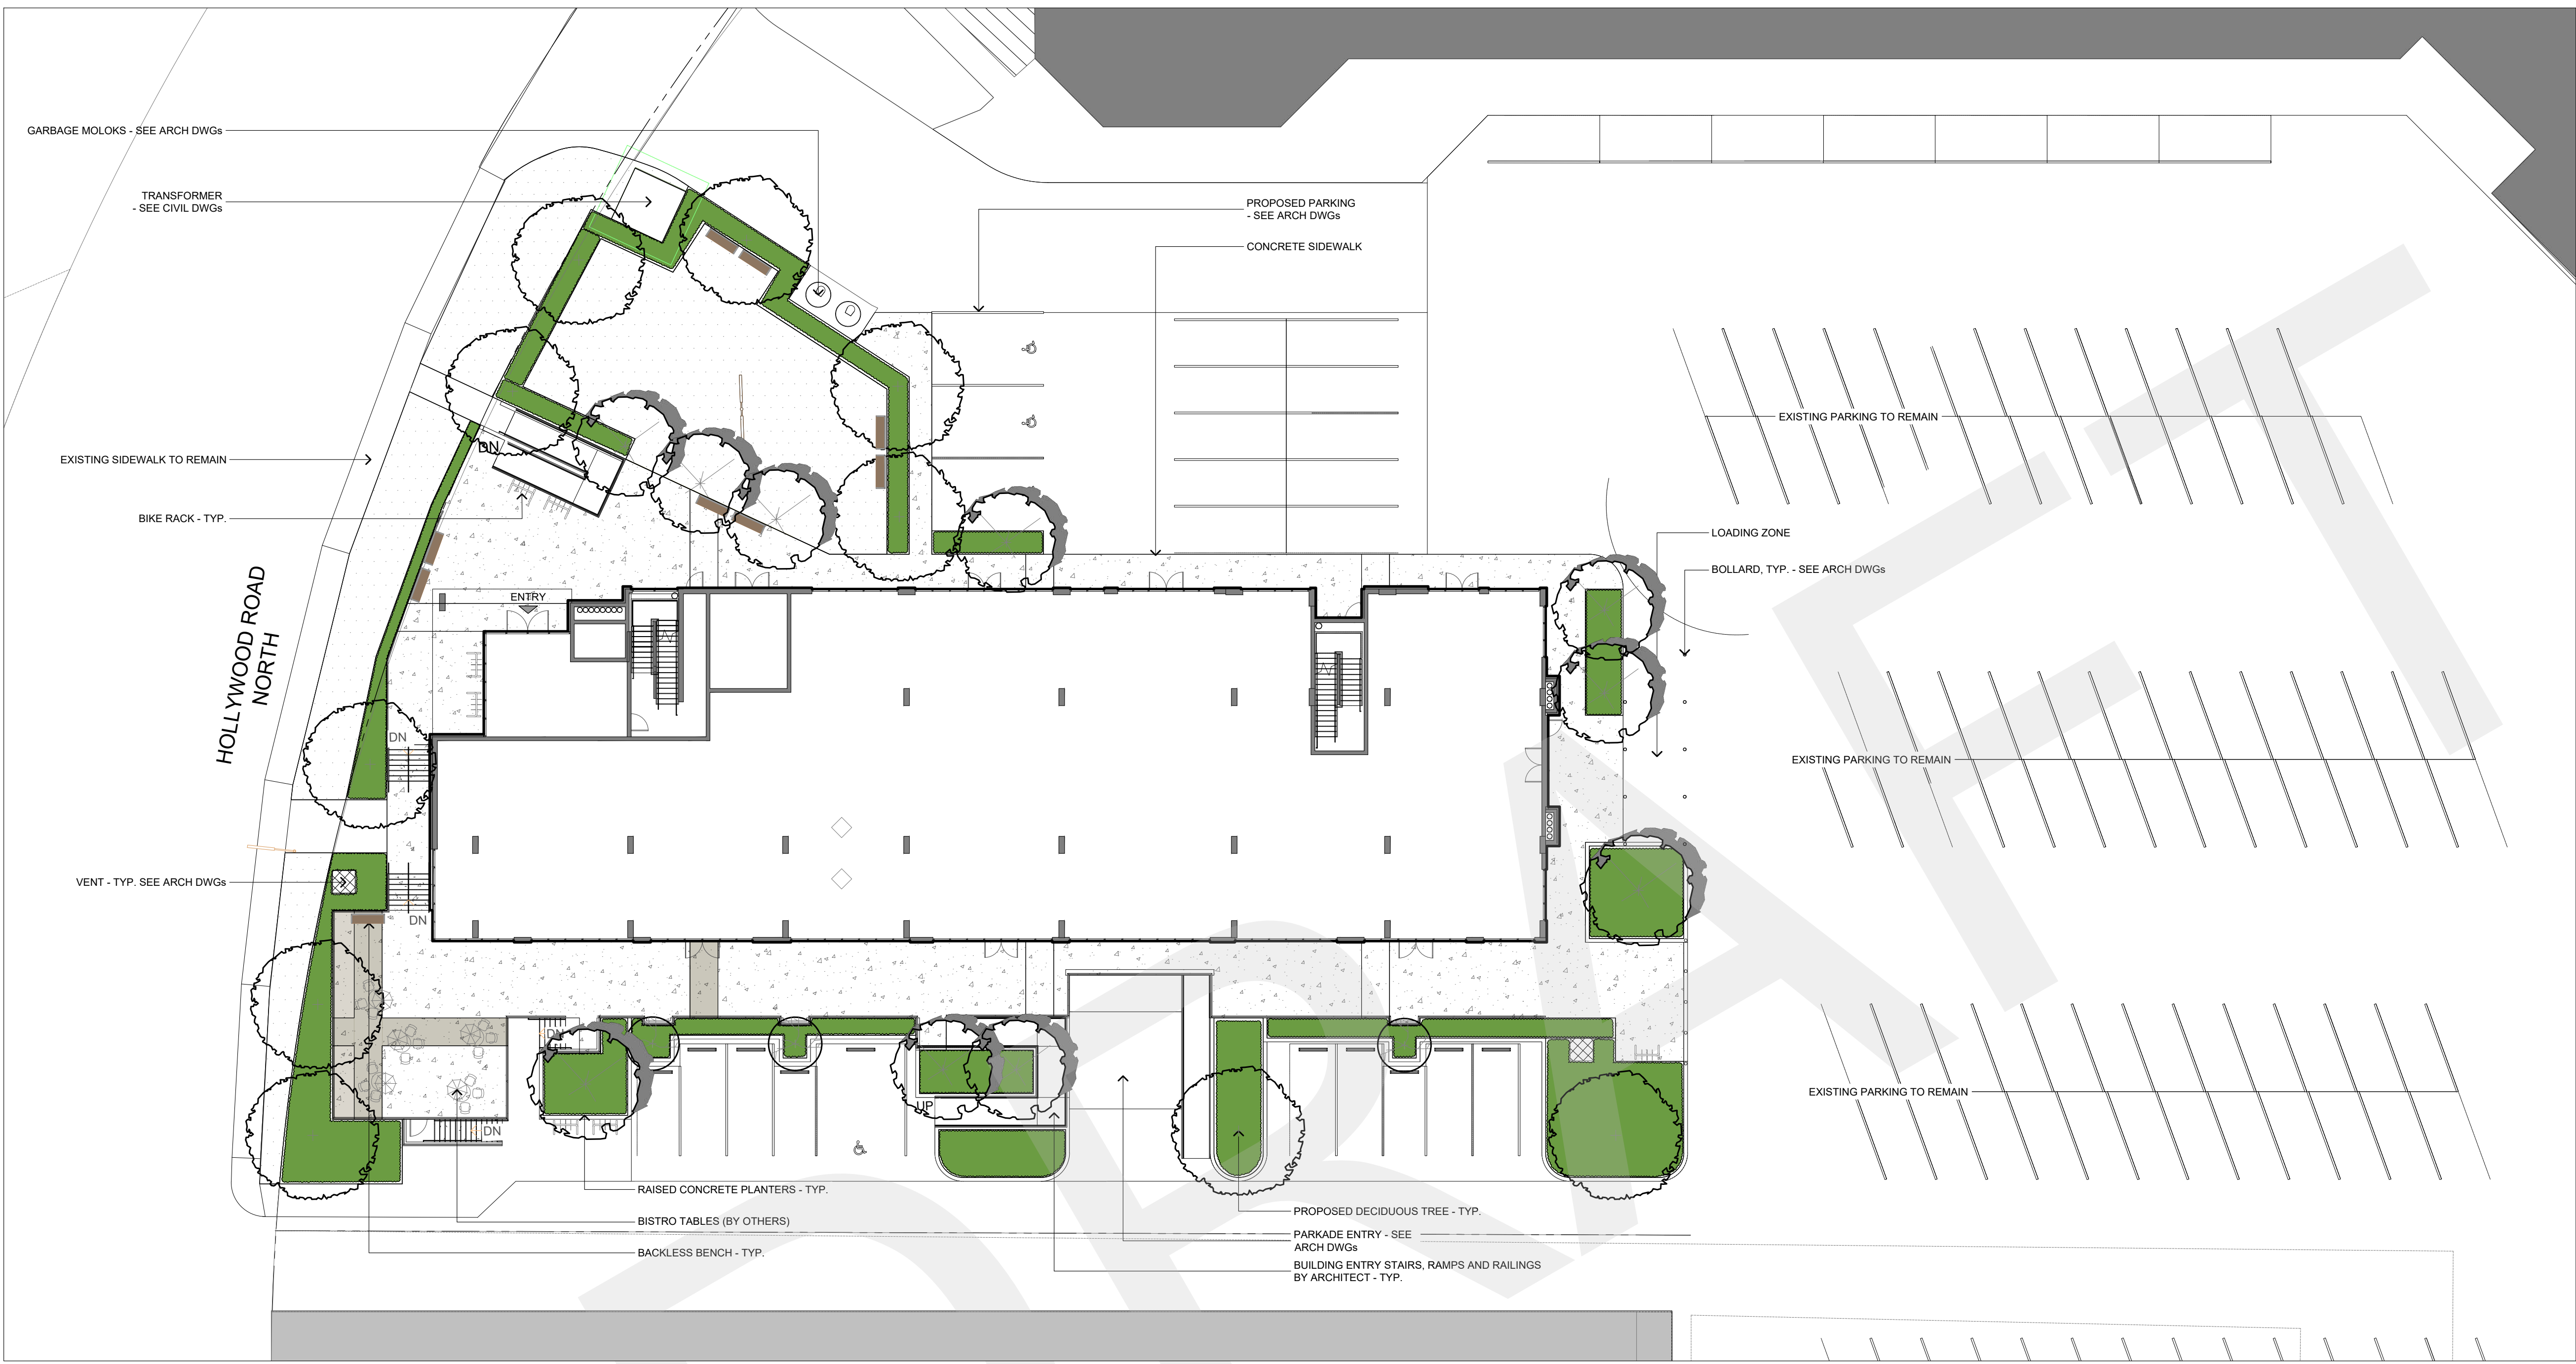 GARBAGE MOLOKS - SEE ARCH DWGs
TRANSFORMER
- SEE CIVIL DWGs
PROPOSED PARKING
- SEE ARCH DWGs
CONCRETE SIDEWALK
EXISTING PARKING TO REMAIN
DN
EXISTING SIDEWALK TO REMAIN
BIKE RACK - TYP.
LOADING ZONE
BOLLARD, TYP. - SEE ARCH DWGs
ENTRY
HOLLYWOOD ROAD
NORTH
DN
EXISTING PARKING TO REMAIN
VENT - TYP. SEE ARCH DWGs
DN
DN
EXISTING PARKING TO REMAIN
UP
DN
RAISED CONCRETE PLANTERS - TYP.
BISTRO TABLES (BY OTHERS)
BACKLESS BENCH - TYP.
PROPOSED DECIDUOUS TREE - TYP.
PARKADE ENTRY - SEE
ARCH DWGs
BUILDING ENTRY STAIRS, RAMPS AND RAILINGS
BY ARCHITECT - TYP.
DRAFT